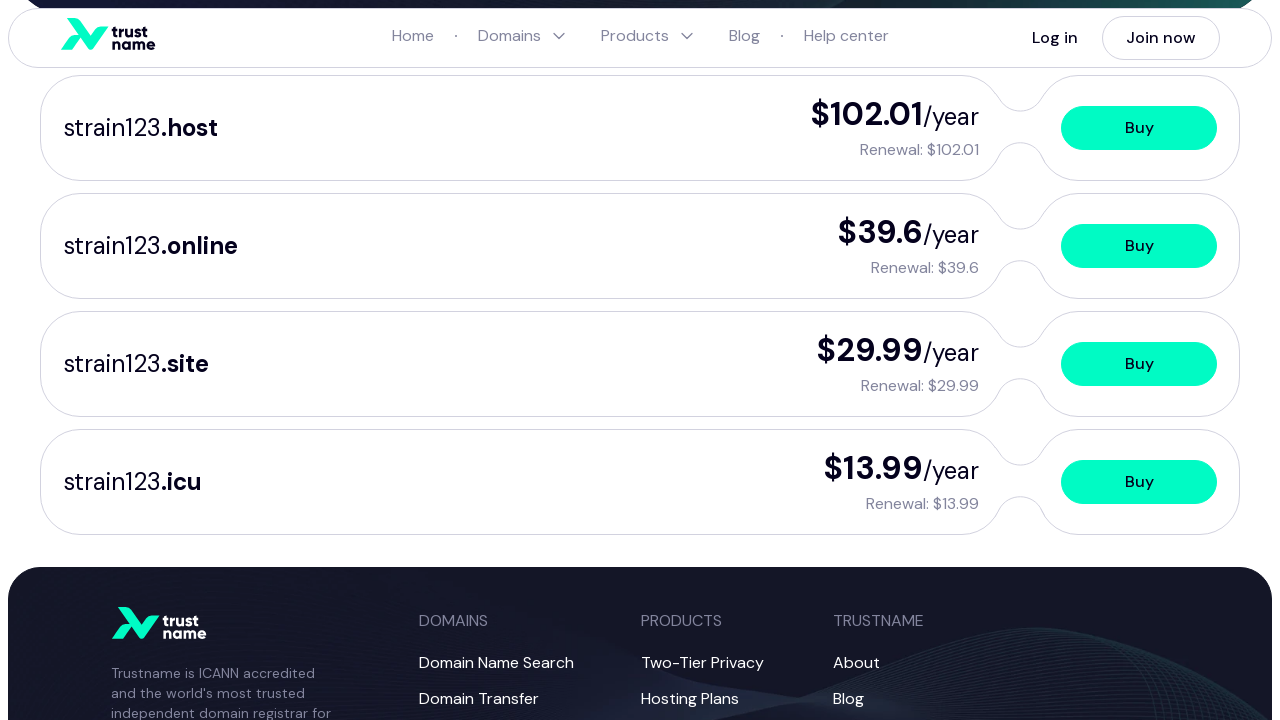 trust
name
Home · Domains Products Blog · Help center Log in Join now
strain123.host $102.01/year Buy
Renewal: $102.01
strain123.online $39.6/year Buy
Renewal: $39.6
strain123.site $29.99/year Buy
Renewal: $29.99
strain123.icu $13.99/year Buy
Renewal: $13.99
trust
name
Trustname is ICANN accredited
and the world's most trusted
independent domain registrar for
DOMAINS
Domain Name Search
Domain Transfer
PRODUCTS
Two-Tier Privacy
Hosting Plans
TRUSTNAME
About
Blog